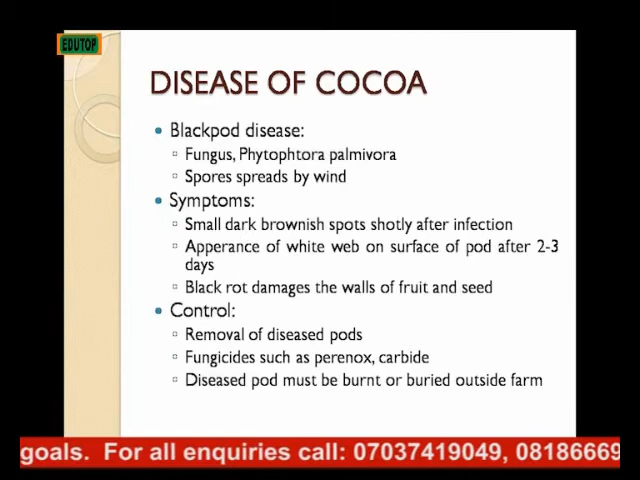 EDUTOP
DISEASE OF COCOA
Blackpod disease:
Fungus, Phytophtora palmivora
Spores spreads by wind
Symptoms:
Small dark brownish spots shotly after infection
Apperance of white web on surface of pod after 2-3
days
Black rot damages the walls of fruit and seed
Control:
Removal of diseased pods
Fungicides such as perenox, carbide
Diseased pod must be burnt or buried outside farm
goals. For all enquiries call: 07037419049, 08186669